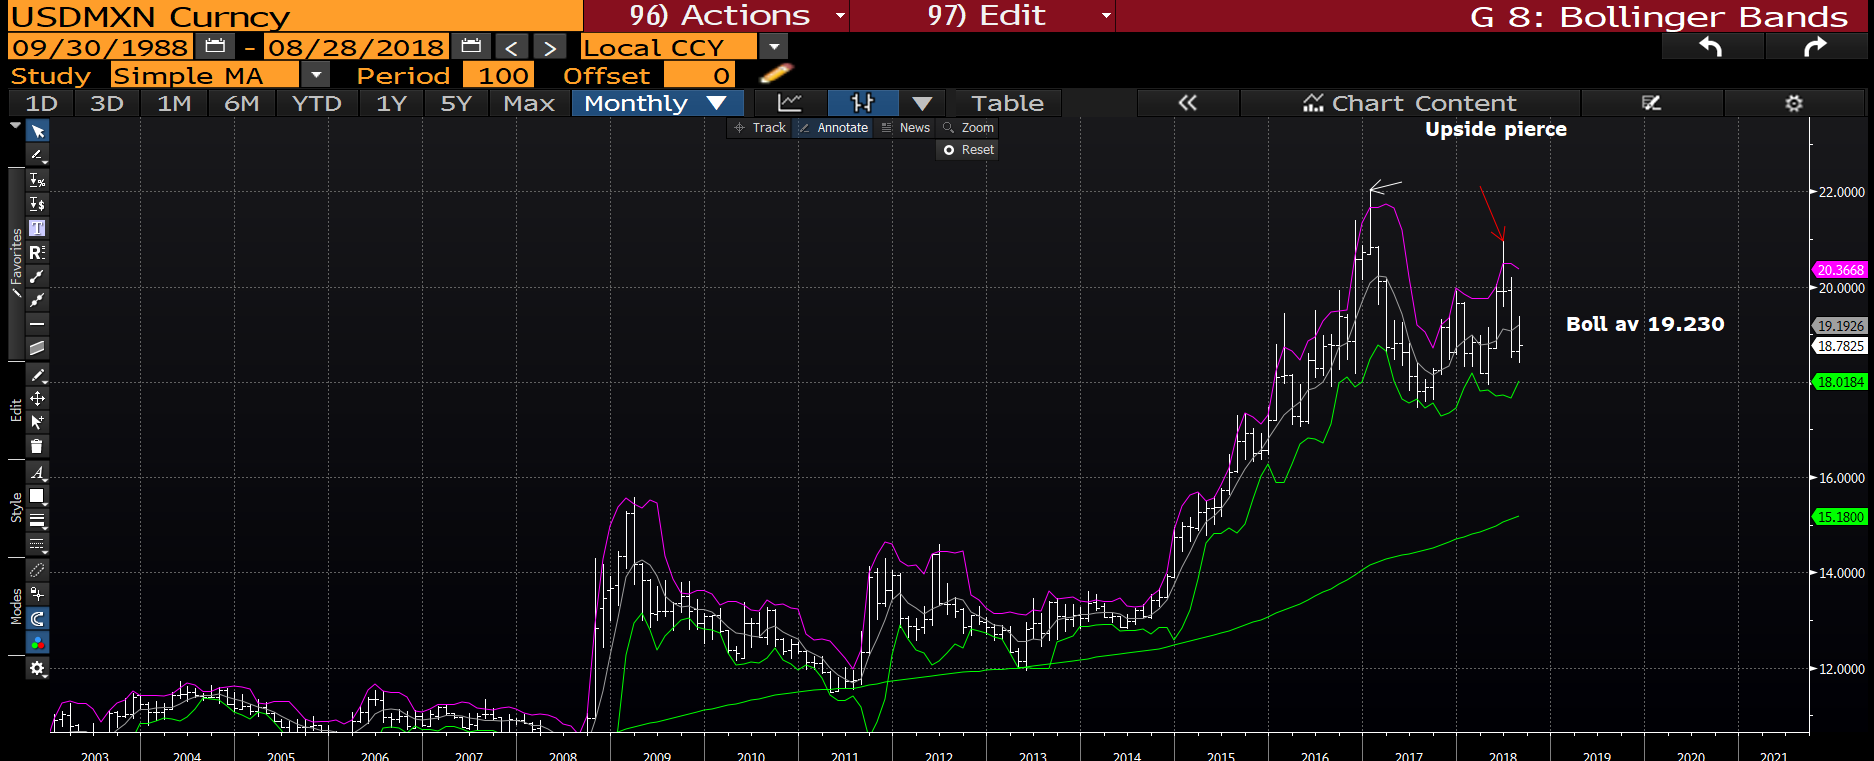 USDMXN Curncy 96) Actions 97) Edit G 8: Bollinger Bands
09/30/1988 - 08/28/2018 < > Local CCY
Study Simple MA Period 100 Offset 0
1D 3D 1M 6M YTD 1Y 5Y Max Monthly ▼ Table « Chart Content
Track Annotate News Zoom
Reset
Upside pierce
22.0000
20.3668
20.0000
Boll av 19.230
19.1926
18.7825
18.0184
16.0000
15.1800
14.0000
12.0000
Favorites
Edit
Style
Modes
%
$
T
R
A
2003 2004 2005 2006 2007 2008 2009 2010 2011 2012 2013 2014 2015 2016 2017 2018 2019 2020 2021